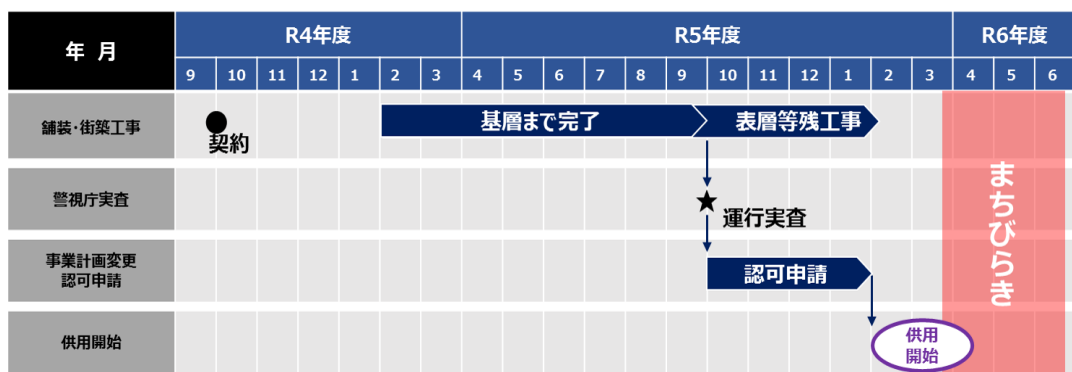 年 月
R4年度
R5年度
R6年度
9 10 11 12 1 2 3 4 5 6 7 8 9 10 11 12 1 2 3 4 5 6
舗装・街築工事
契約
基層まで完了
表層等残工事
警視庁実査
運行実査
事業計画変更
認可申請
認可申請
供用開始
供用
開始
まちびらき